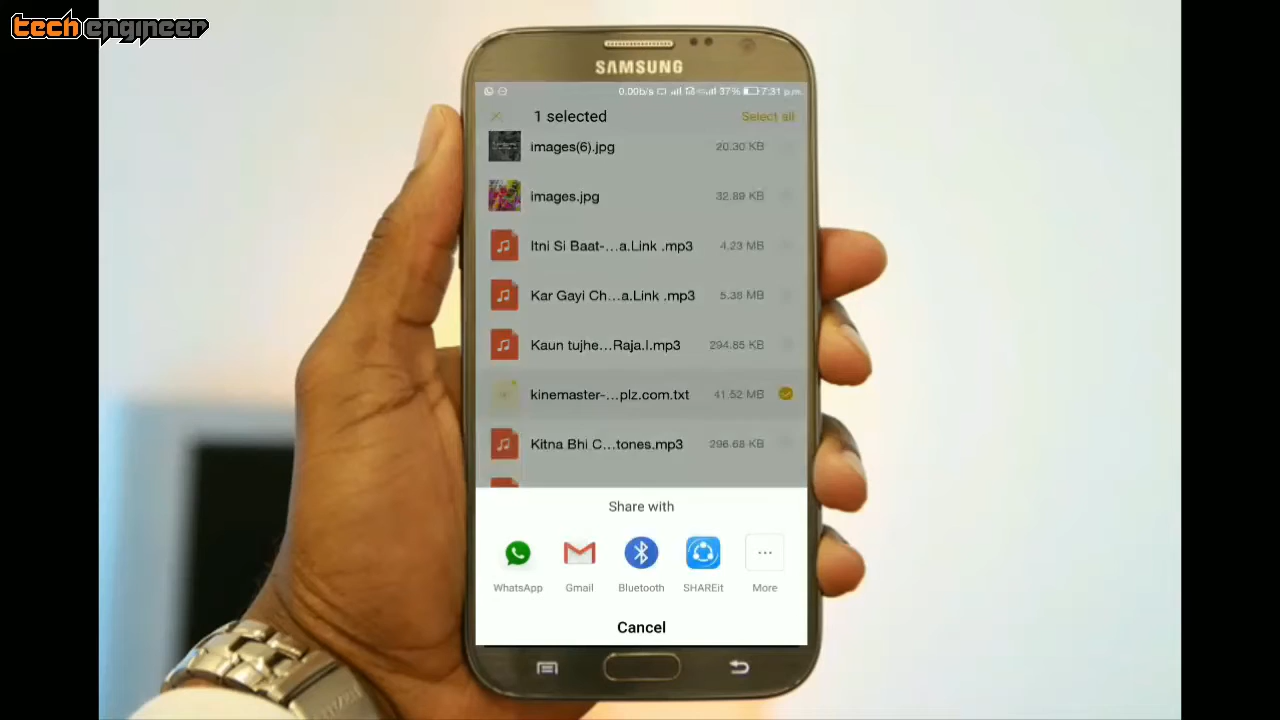 tech engineer
SAMSUNG
0.00b/s 37% 7:31 p.m.
1 selected Select all
images(6).jpg 20.30 KB
images.jpg 32.89 KB
Itni Si Baat-...a.Link .mp3 4.23 MB
Kar Gayi Ch...a.Link .mp3 5.38 MB
Kaun tujhe...Raja.I.mp3 294.85 KB
kinemaster-...plz.com.txt 41.52 MB
Kitna Bhi C...tones.mp3 296.68 KB
Share with
WhatsApp Gmail Bluetooth SHAREit More
Cancel